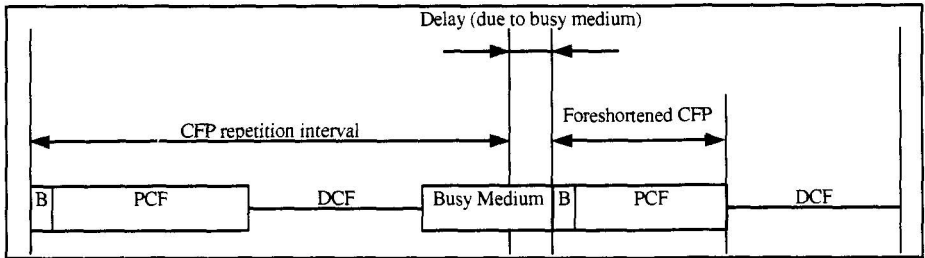 Delay (due to busy medium)
CFP repetition interval
Foreshortened CFP
B PCF DCF Busy Medium B PCF DCF